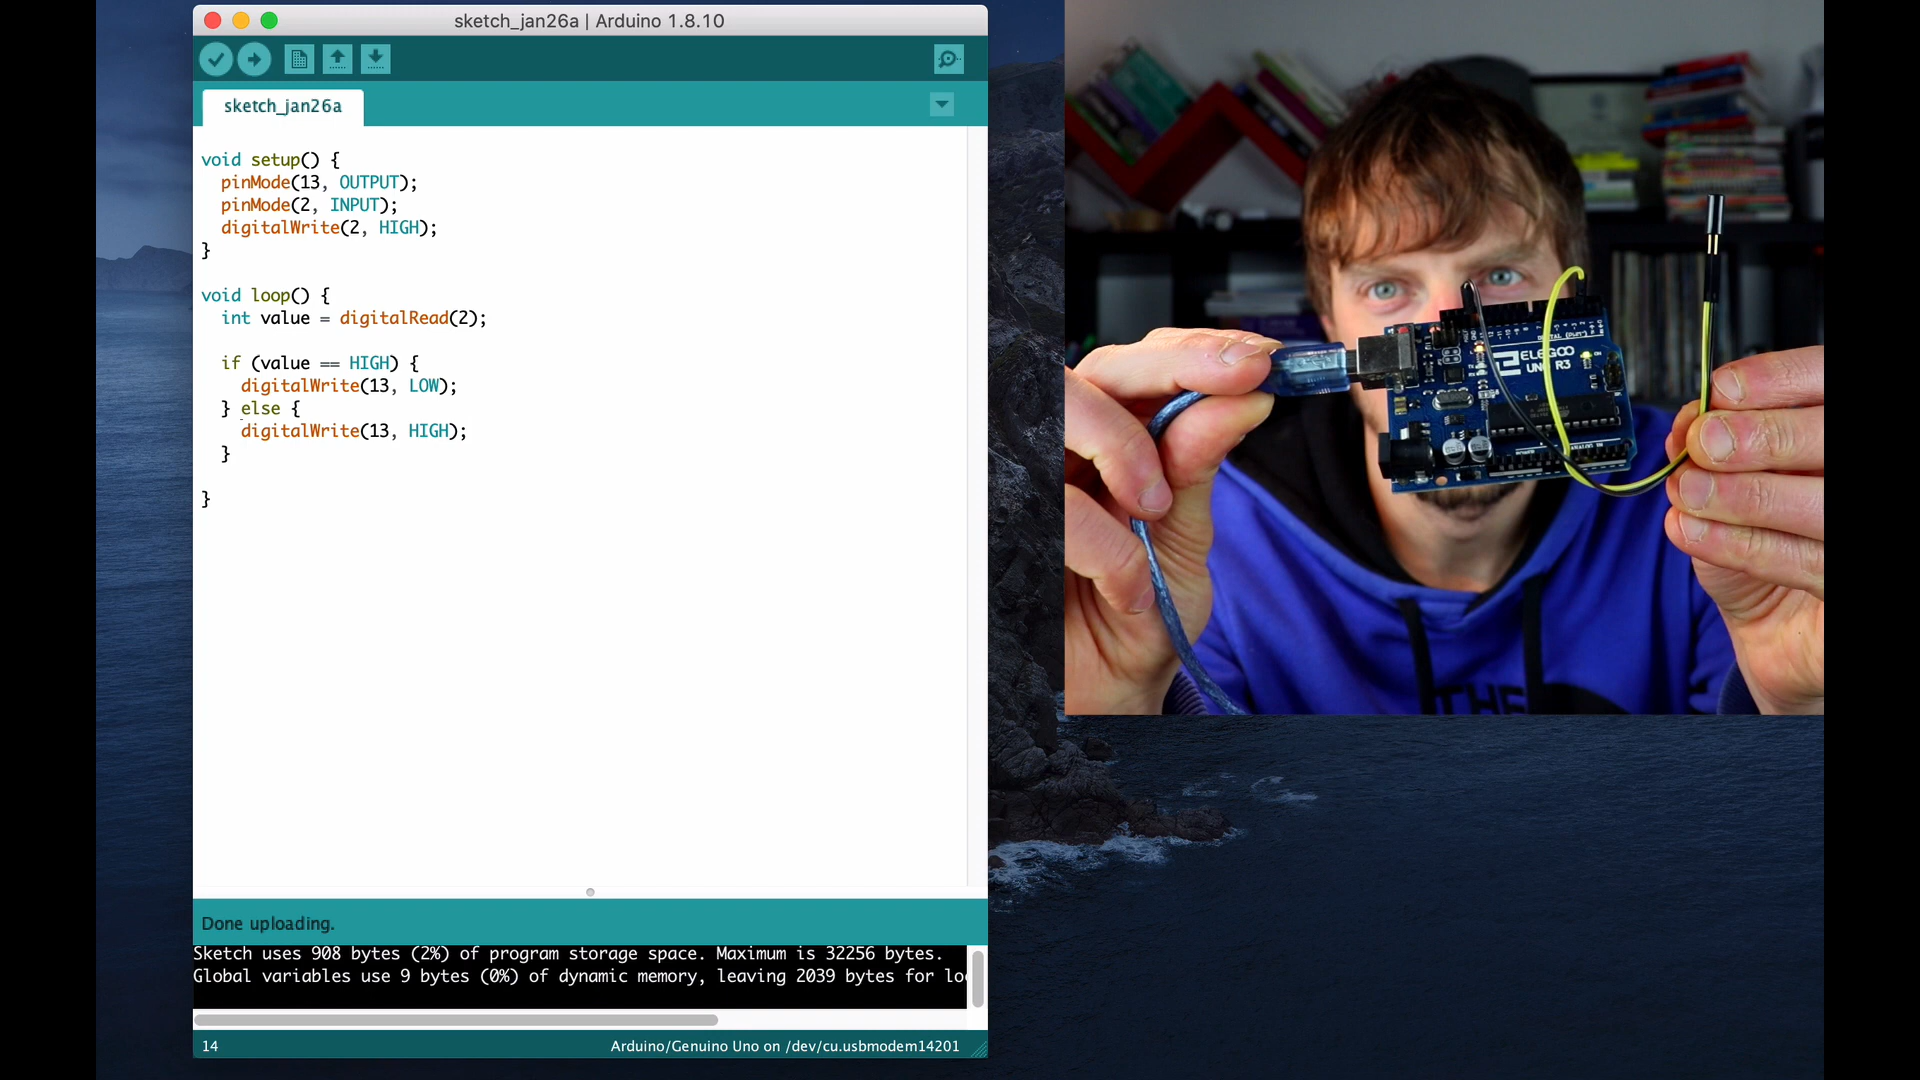 sketch_jan26a | Arduino 1.8.10
sketch_jan26a
void setup() {
  pinMode(13, OUTPUT);
  pinMode(2, INPUT);
  digitalWrite(2, HIGH);
}
void loop() {
  int value = digitalRead(2);
  if (value == HIGH) {
    digitalWrite(13, LOW);
  } else {
    digitalWrite(13, HIGH);
  }
}
Done uploading.
Sketch uses 908 bytes (2%) of program storage space. Maximum is 32256 bytes.
Global variables use 9 bytes (0%) of dynamic memory, leaving 2039 bytes for lo
14
Arduino/Genuino Uno on /dev/cu.usbmodem14201
ELEGOO
UNO R3
ON
THE